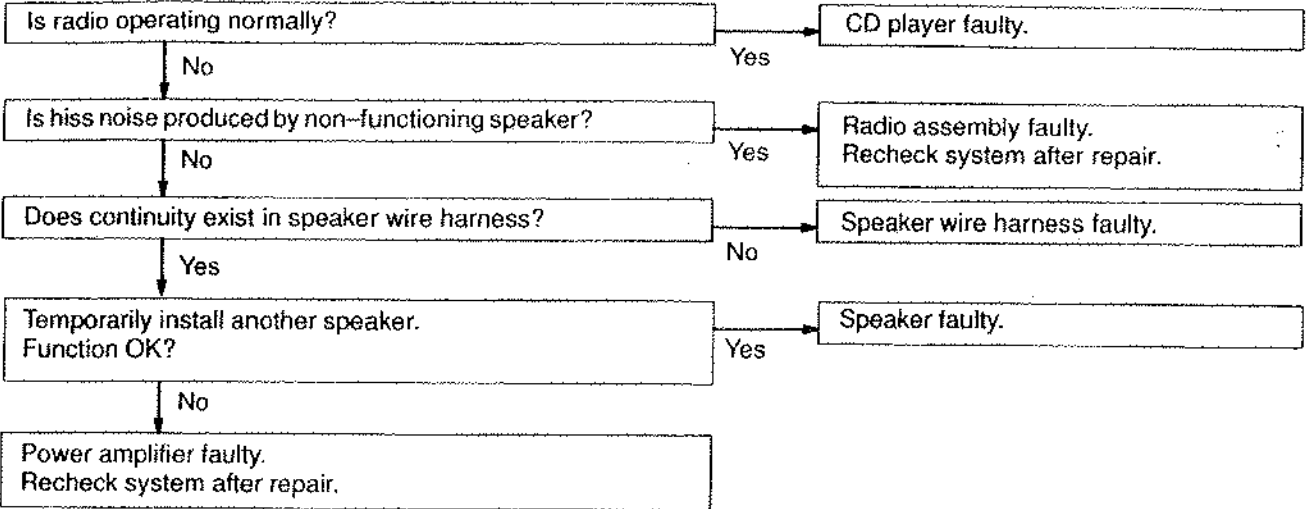 Is radio operating normally?
Yes
CD player faulty.
No
Is hiss noise produced by non-functioning speaker?
Yes
Radio assembly faulty.
Recheck system after repair.
No
Does continuity exist in speaker wire harness?
No
Speaker wire harness faulty.
Yes
Temporarily install another speaker.
Function OK?
Yes
Speaker faulty.
No
Power amplifier faulty.
Recheck system after repair.